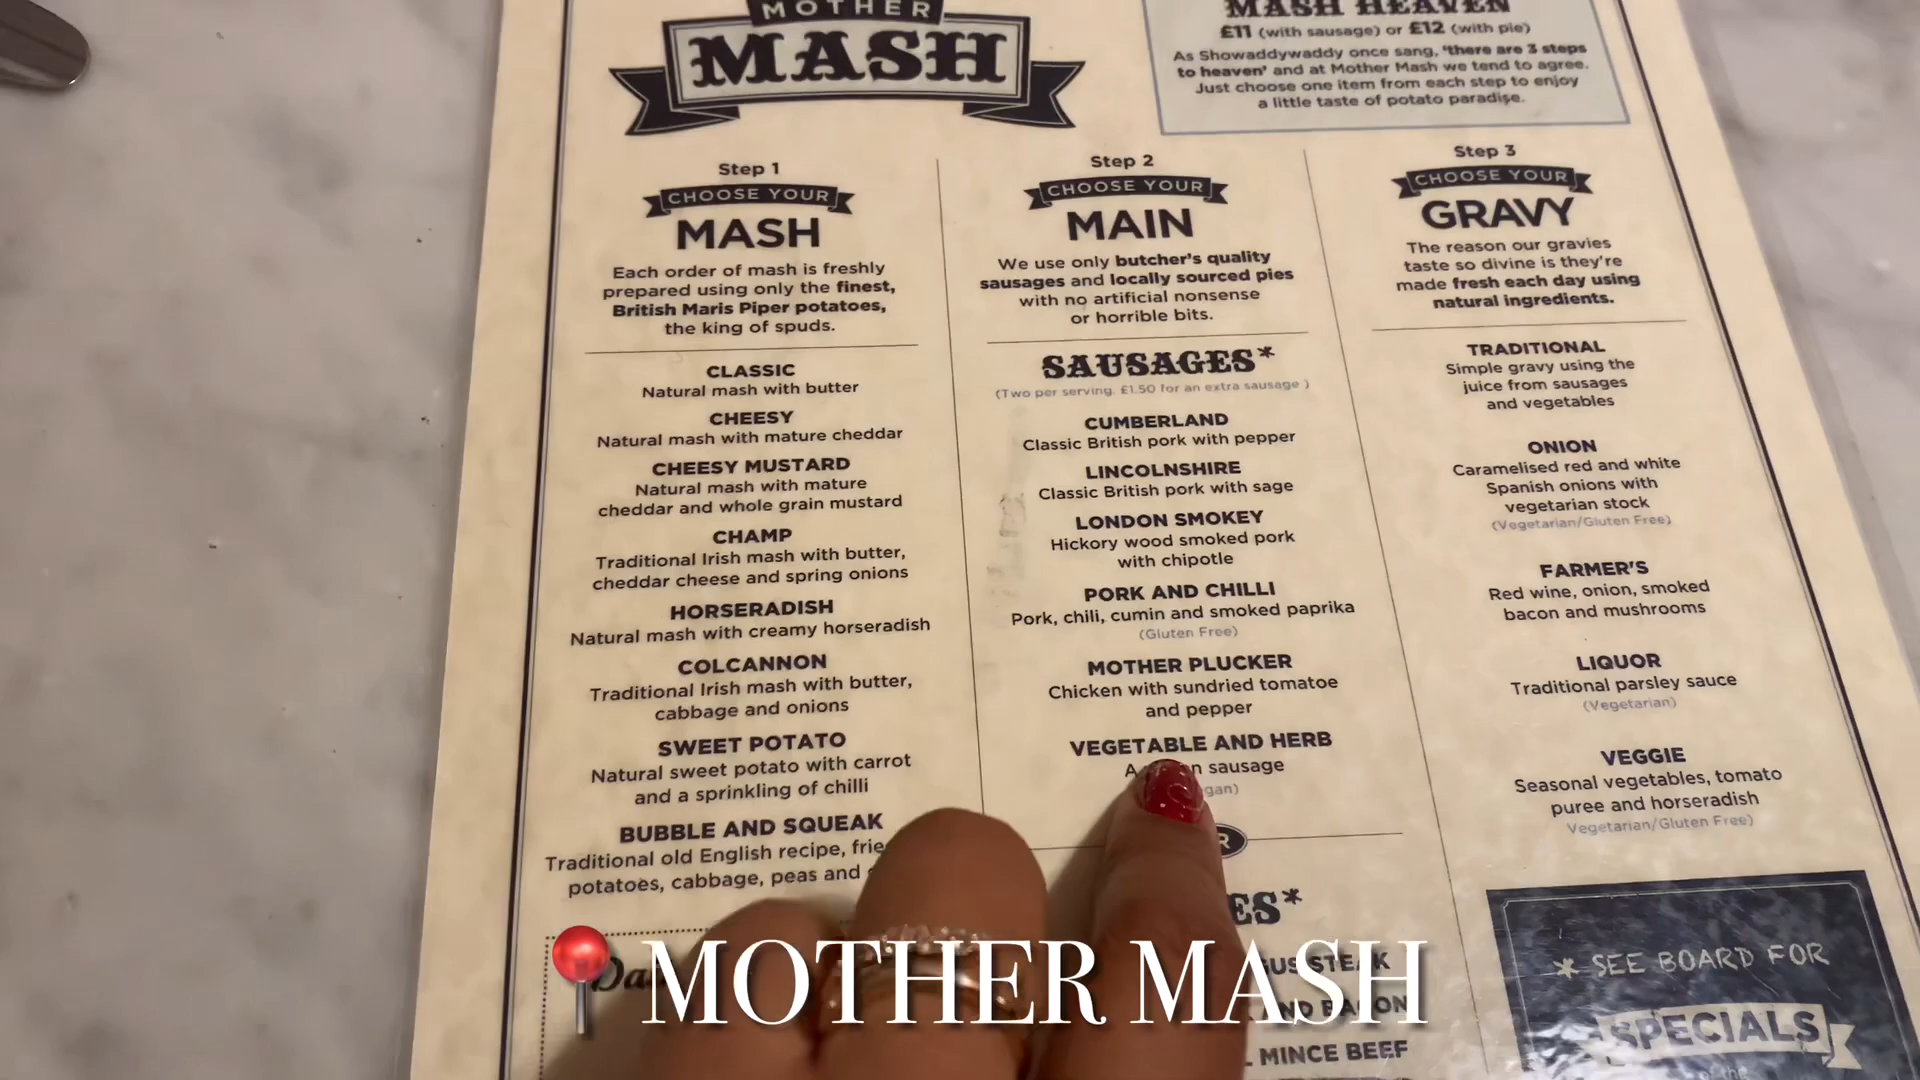 MOTHER
MASH
MASH HEAVEN
£11 (with sausage) or £12 (with pie)
As Showaddywaddy once sang, 'there are 3 steps
to heaven' and at Mother Mash we tend to agree.
Just choose one item from each step to enjoy
a little taste of potato paradise.
Step 1
CHOOSE YOUR
MASH
Each order of mash is freshly
prepared using only the finest,
British Maris Piper potatoes,
the king of spuds.
CLASSIC
Natural mash with butter
CHEESY
Natural mash with mature cheddar
CHEESY MUSTARD
Natural mash with mature
cheddar and whole grain mustard
CHAMP
Traditional Irish mash with butter,
cheddar cheese and spring onions
HORSERADISH
Natural mash with creamy horseradish
COLCANNON
Traditional Irish mash with butter,
cabbage and onions
SWEET POTATO
Natural sweet potato with carrot
and a sprinkling of chilli
BUBBLE AND SQUEAK
Traditional old English recipe,
potatoes, cabbage, peas and
Step 2
CHOOSE YOUR
MAIN
We use only butcher's quality
sausages and locally sourced pies
with no artificial nonsense
or horrible bits.
SAUSAGES*
(Two per serving. £1.50 for an extra sausage )
CUMBERLAND
Classic British pork with pepper
LINCOLNSHIRE
Classic British pork with sage
LONDON SMOKEY
Hickory wood smoked pork
with chipotle
PORK AND CHILLI
Pork, chili, cumin and smoked paprika
(Gluten Free)
MOTHER PLUCKER
Chicken with sundried tomatoe
and pepper
VEGETABLE AND HERB
sausage
STEAK
AND BACON
MINCE BEEF
Step 3
CHOOSE YOUR
GRAVY
The reason our gravies
taste so divine is they're
made fresh each day using
natural ingredients.
TRADITIONAL
Simple gravy using the
juice from sausages
and vegetables
ONION
Caramelised red and white
Spanish onions with
vegetarian stock
(Vegetarian/Gluten Free)
FARMER'S
Red wine, onion, smoked
bacon and mushrooms
LIQUOR
Traditional parsley sauce
(Vegetarian)
VEGGIE
Seasonal vegetables, tomato
puree and horseradish
Vegetarian/Gluten Free)
* SEE BOARD FOR
SPECIALS
of the
MOTHER MASH